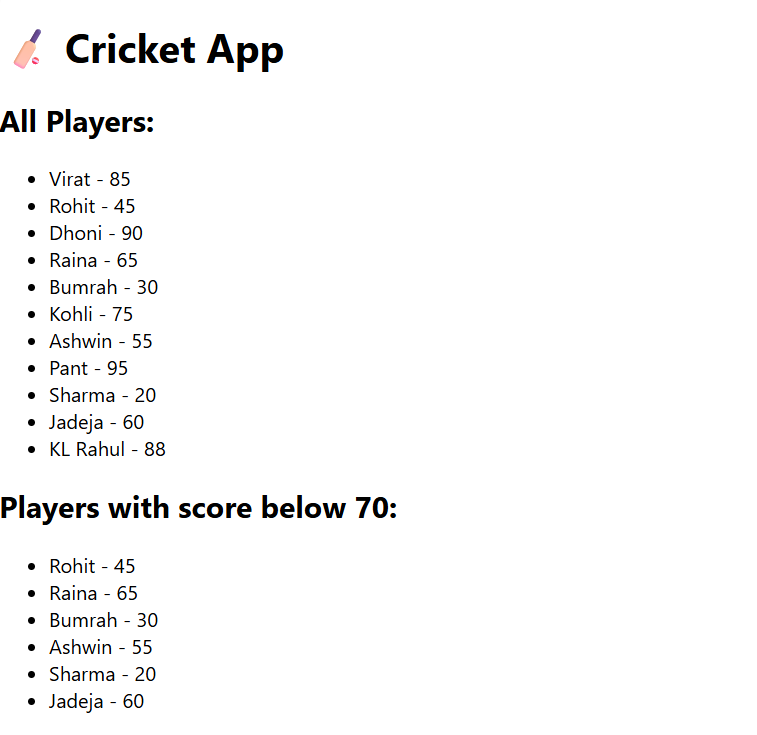 Cricket App
All Players:
Virat - 85
Rohit - 45
Dhoni - 90
Raina - 65
Bumrah - 30
Kohli - 75
Ashwin - 55
Pant - 95
Sharma - 20
Jadeja - 60
KL Rahul - 88
Players with score below 70:
Rohit - 45
Raina - 65
Bumrah - 30
Ashwin - 55
Sharma - 20
Jadeja - 60